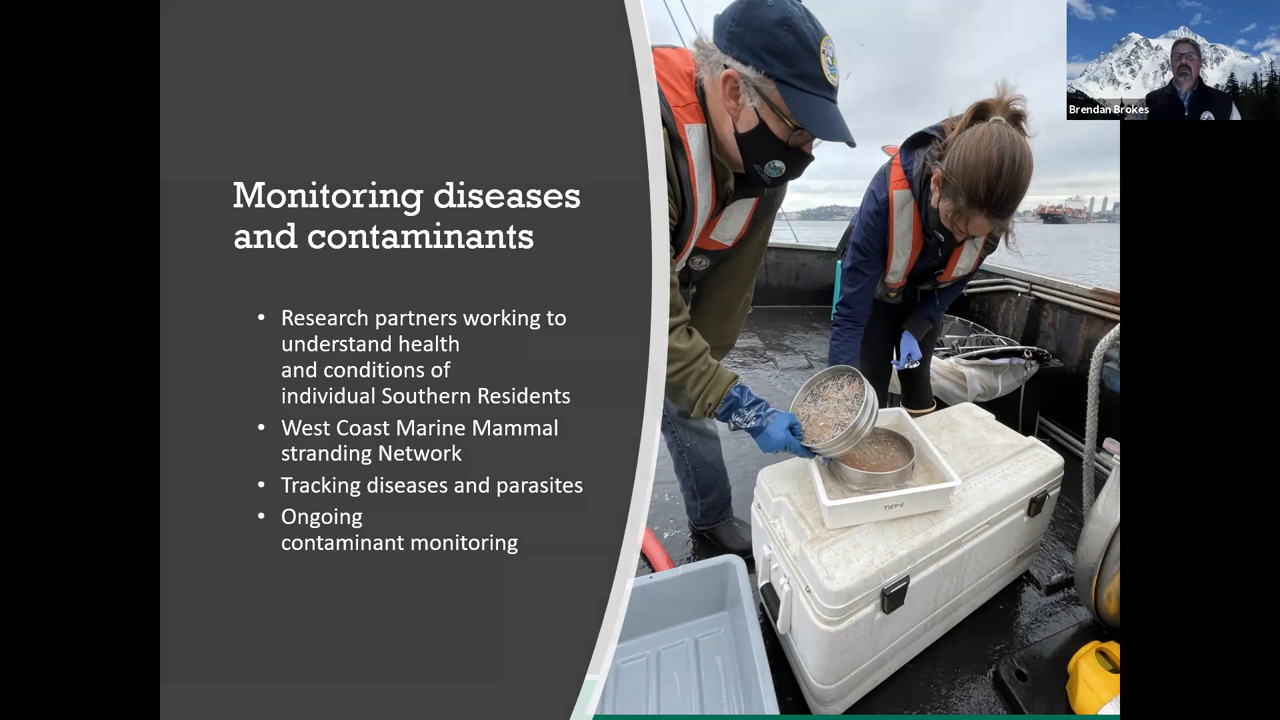 Monitoring diseases
and contaminants
• Research partners working to
understand health
and conditions of
individual Southern Residents
• West Coast Marine Mammal
stranding Network
• Tracking diseases and parasites
• Ongoing
contaminant monitoring
Brendan Brokes